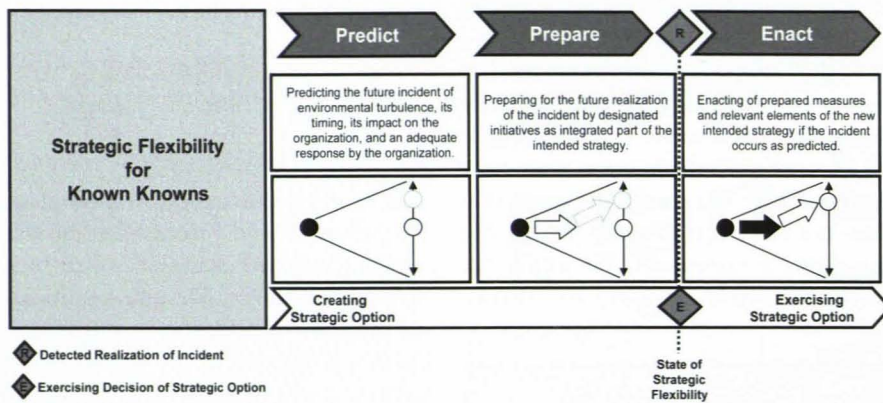 Predict
Prepare
R
Enact
Strategic Flexibility
for
Known Knowns
Predicting the future incident of
environmental turbulence, its
timing, its impact on the
organization, and an adequate
response by the organization.
Preparing for the future realization
of the incident by designated
initiatives as integrated part of the
intended strategy.
Enacting of prepared measures
and relevant elements of the new
intended strategy if the incident
occurs as predicted.
Creating
Strategic Option
E
Exercising
Strategic Option
R Detected Realization of Incident
E Exercising Decision of Strategic Option
State of
Strategic
Flexibility